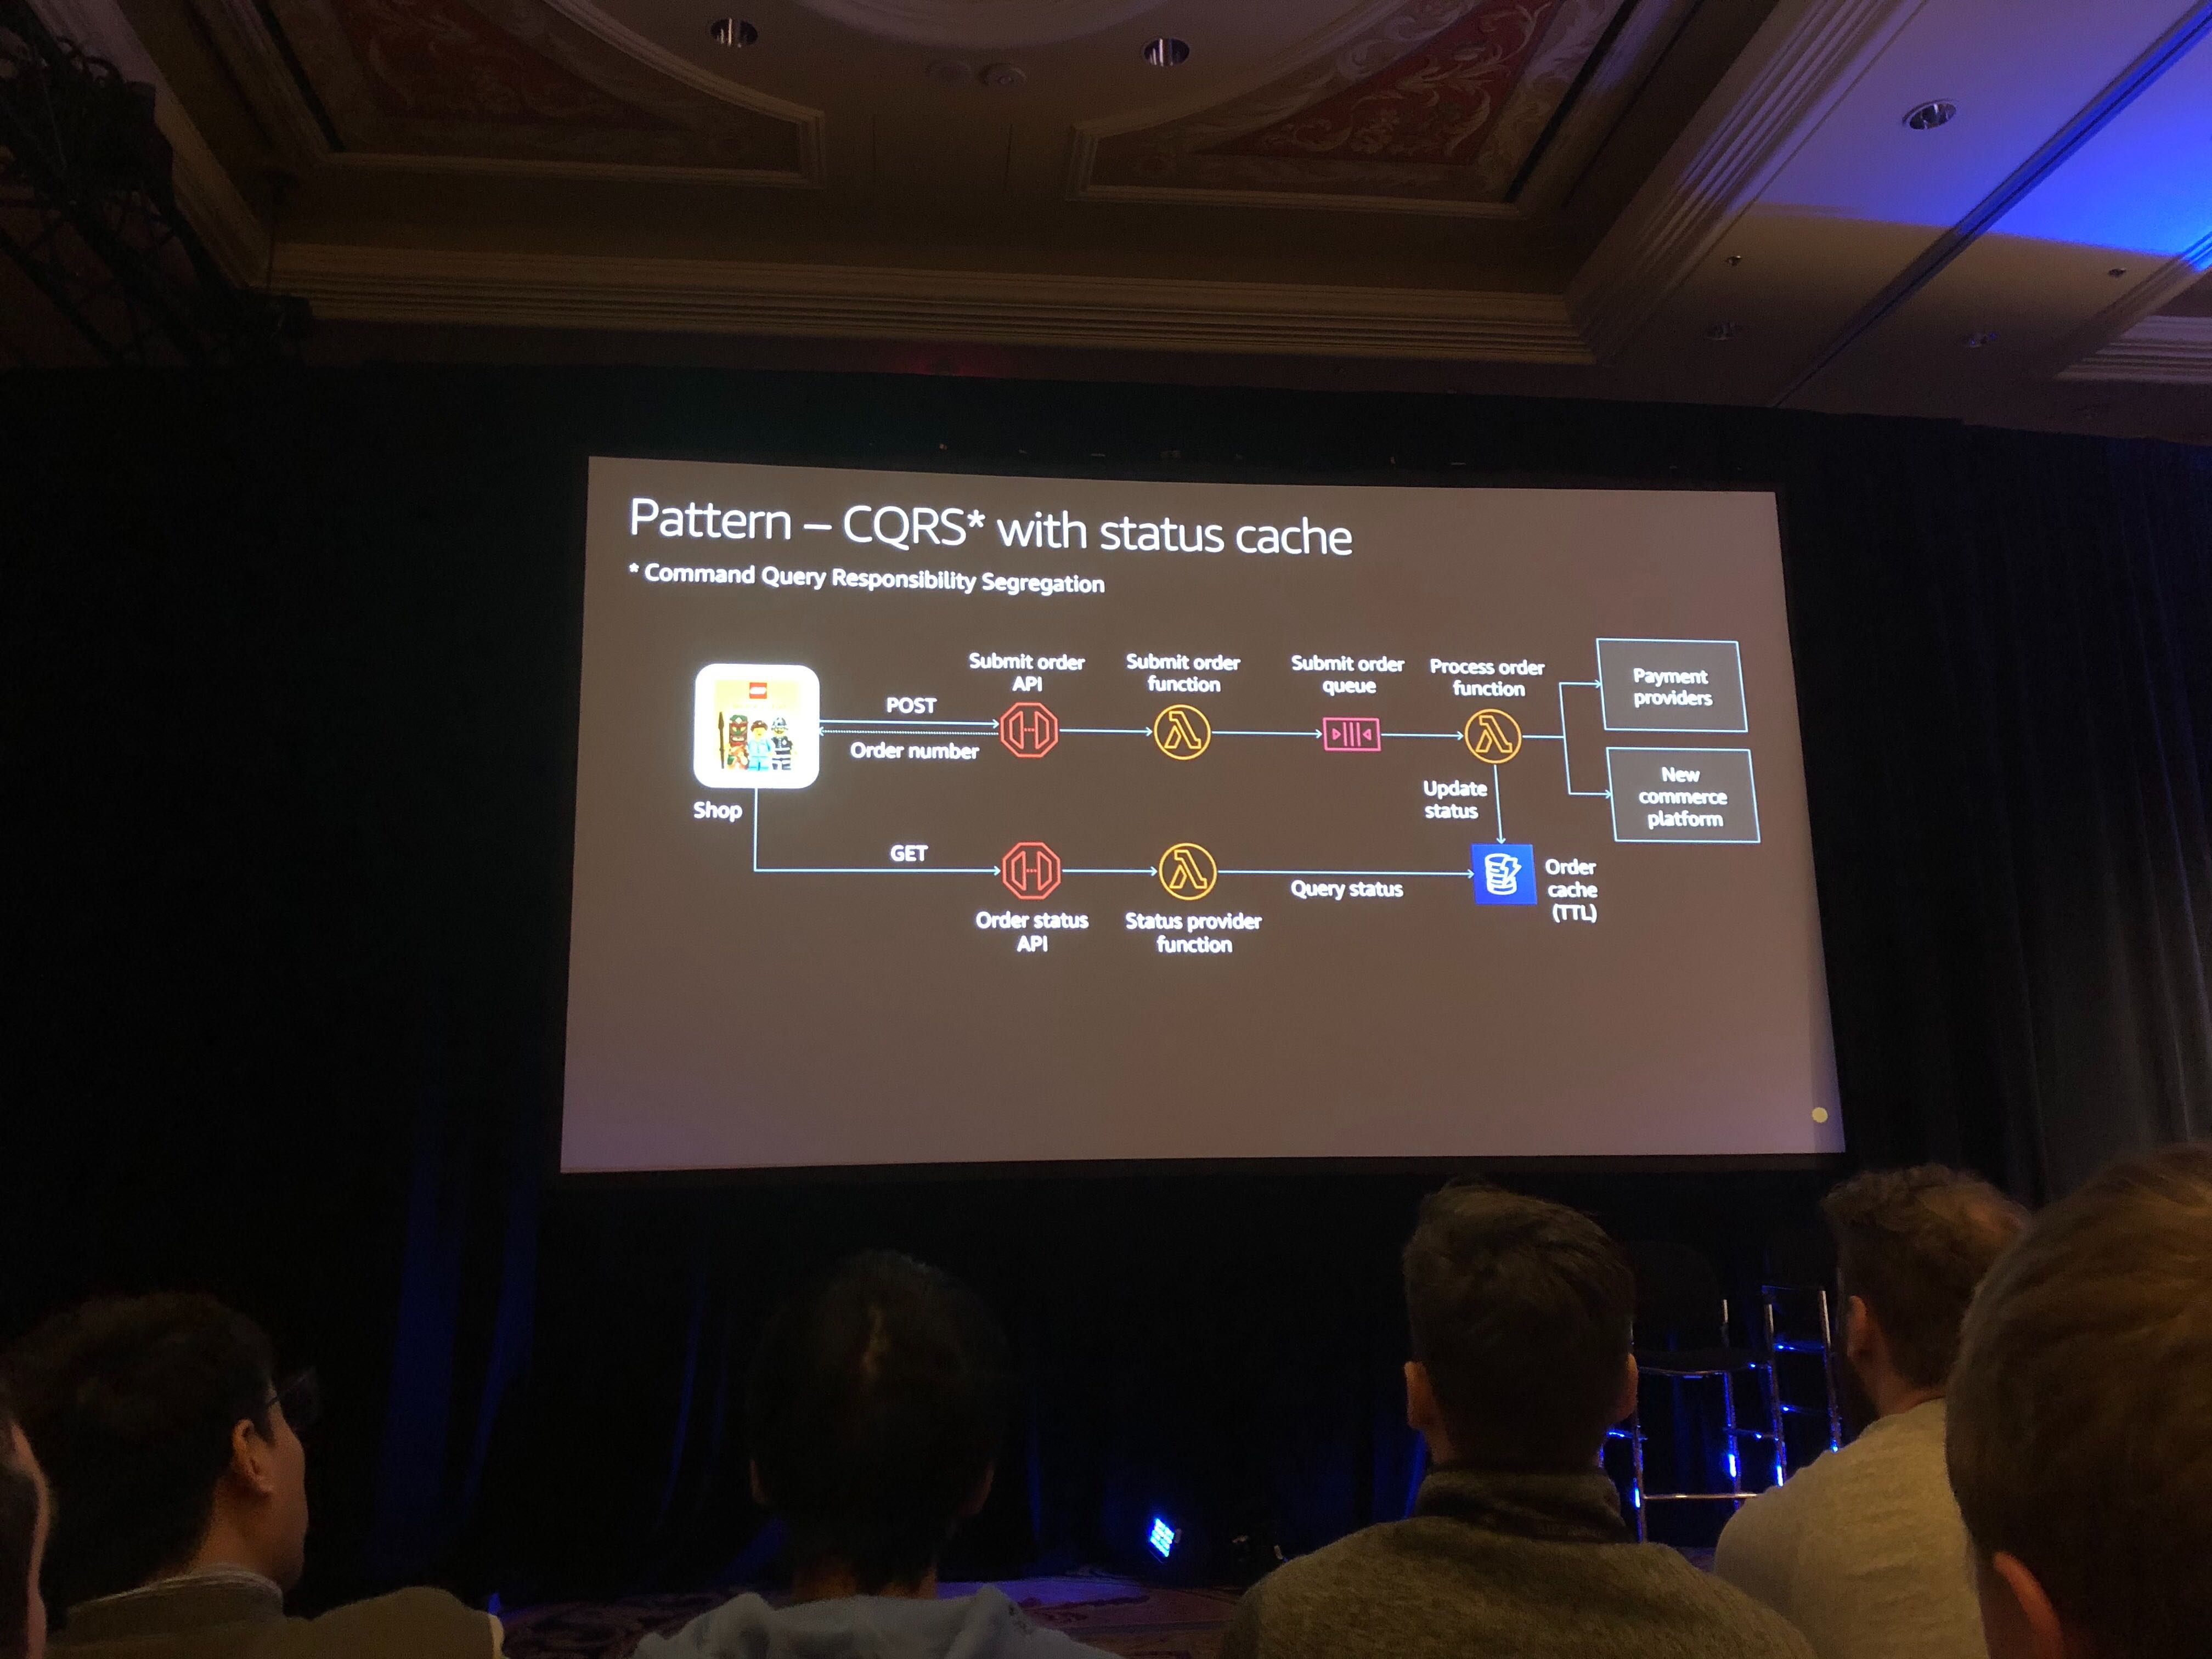 Pattern – CQRS* with status cache
* Command Query Responsibility Segregation
Submit order
API
Submit order
function
Submit order
queue
Process order
function
Payment
providers
POST
Order number
New
commerce
platform
Update
status
Shop
GET
Order
cache
(TTL)
Query status
Order status
API
Status provider
function